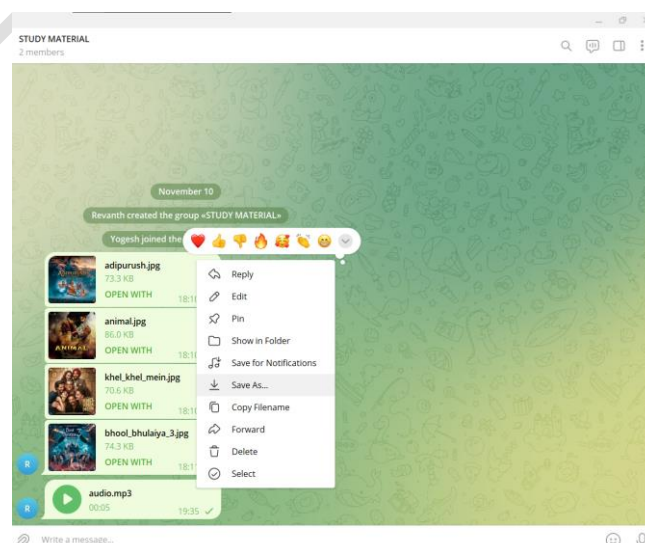 STUDY MATERIAL
2 members
November 10
Revanth created the group «STUDY MATERIAL»
Yogesh joined the
adipurush.jpg
73.3 KB
OPEN WITH
animal.jpg
86.0 KB
OPEN WITH
ANIMAL
khel_khel_mein.jpg
70.6 KB
OPEN WITH
bhool_bhulaiya_3.jpg
74.3 KB
OPEN WITH
R
audio.mp3
00:05
19:35
R
Reply
Edit
Pin
Show in Folder
Save for Notifications
Save As...
Copy Filename
Forward
Delete
Select
Write a message...